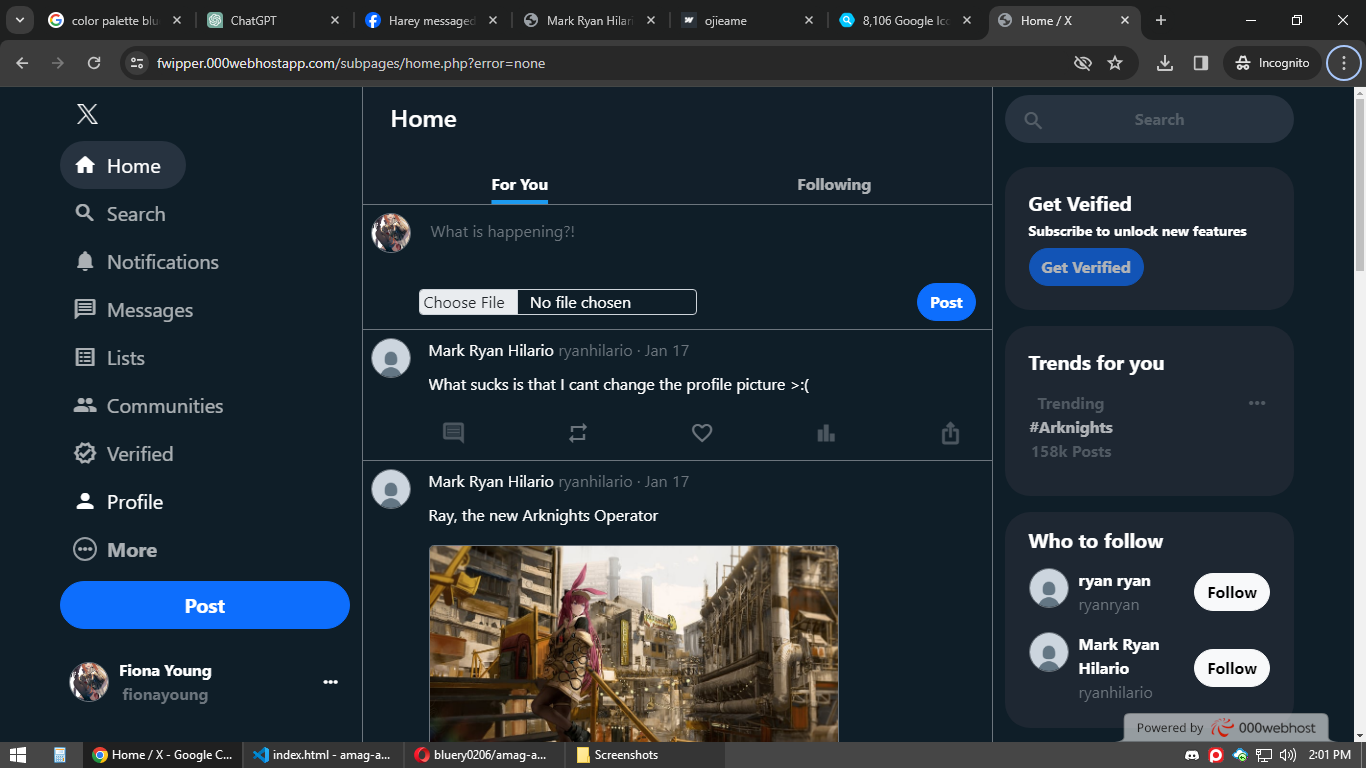 color palette blu
ChatGPT
Harey messaged
Mark Ryan Hilari
ojieame
8,106 Google Ico
Home / X
fwipper.000webhostapp.com/subpages/home.php?error=none
Incognito
Home
Search
Notifications
Messages
Lists
Communities
Verified
Profile
More
Post
Fiona Young
fionayoung
Home
For You
Following
What is happening?!
Choose File No file chosen
Post
Mark Ryan Hilario ryanhilario · Jan 17
What sucks is that I cant change the profile picture >:(
Mark Ryan Hilario ryanhilario · Jan 17
Ray, the new Arknights Operator
Search
Get Veified
Subscribe to unlock new features
Get Verified
Trends for you
Trending
#Arknights
158k Posts
Who to follow
ryan ryan
ryanryan
Follow
Mark Ryan
Hilario
ryanhilario
Follow
Powered by 000webhost
Home / X - Google C...
index.html - amag-a...
bluery0206/amag-a...
Screenshots
2:01 PM